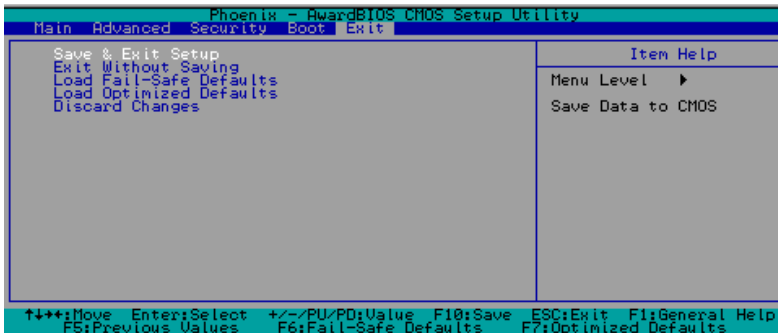 Phoenix - AwardBIOS CMOS Setup Utility
Main Advanced Security Boot Exit
Save & Exit Setup
Exit Without Saving
Load Fail-Safe Defaults
Load Optimized Defaults
Discard Changes
Item Help
Menu Level ▶
Save Data to CMOS
↑↓→←:Move Enter:Select +/-/PU/PD:Value F10:Save ESC:Exit F1:General Help
F5:Previous Values F6:Fail-Safe Defaults F7:Optimized Defaults